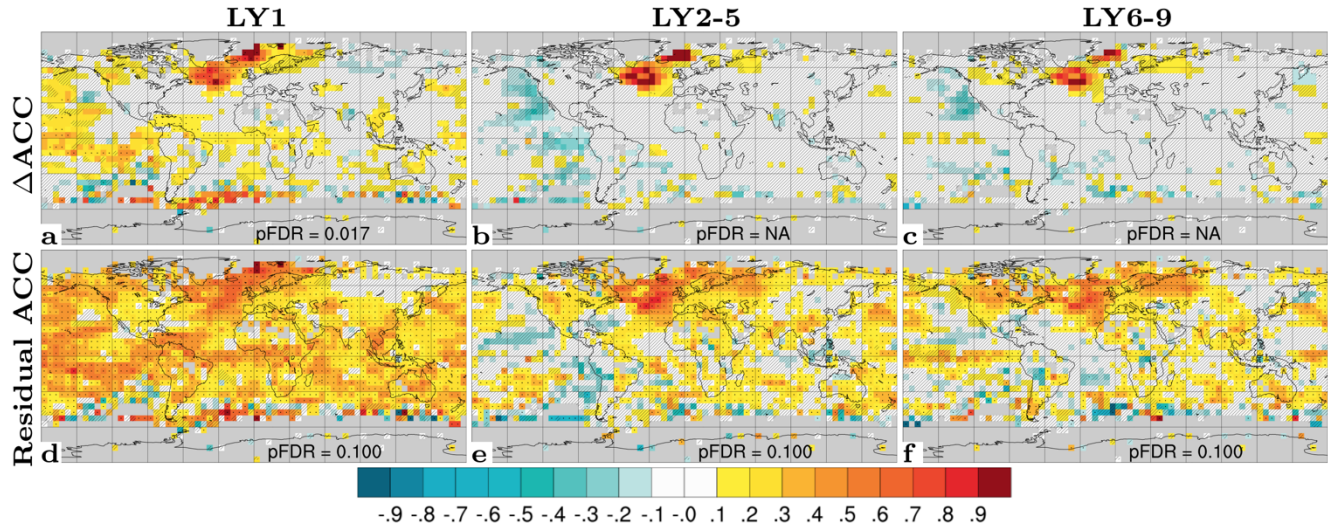 LY1 LY2-5 LY6-9
ΔACC
a pFDR = 0.017
b pFDR = NA
c pFDR = NA
Residual ACC
d pFDR = 0.100
e pFDR = 0.100
f pFDR = 0.100
-.9 -.8 -.7 -.6 -.5 -.4 -.3 -.2 -.1 -.0 .1 .2 .3 .4 .5 .6 .7 .8 .9